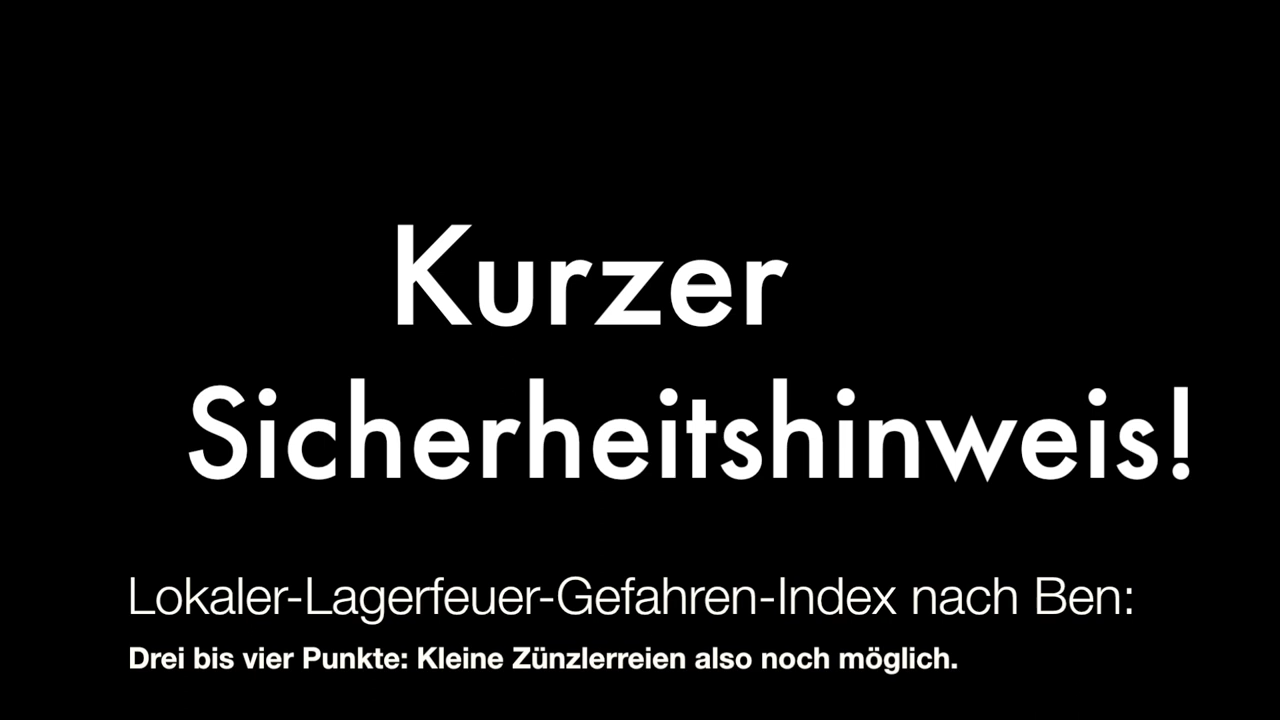 Kurzer
Sicherheitshinweis!
Lokaler-Lagerfeuer-Gefahren-Index nach Ben:
Drei bis vier Punkte: Kleine Zünzlerreien also noch möglich.